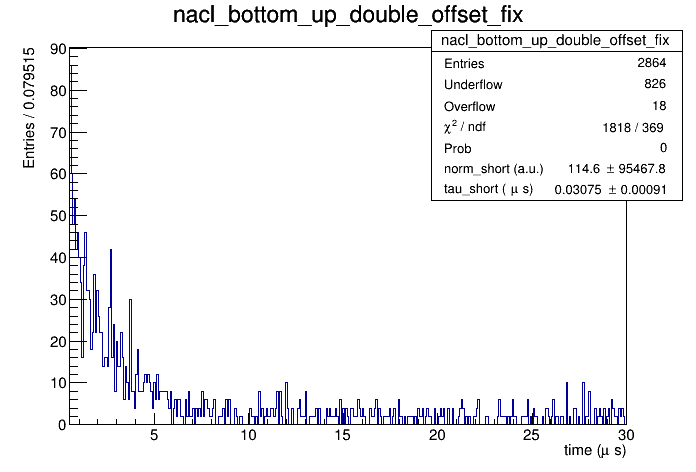 nacl_bottom_up_double_offset_fix
nacl_bottom_up_double_offset_fix
Entries 2864
Underflow 826
Overflow 18
χ² / ndf 1818 / 369
Prob 0
norm_short (a.u.) 114.6 ± 95467.8
tau_short ( μ s) 0.03075 ± 0.00091
Entries / 0.079515
90
80
70
60
50
40
30
20
10
0
5 10 15 20 25 30
time (μ s)